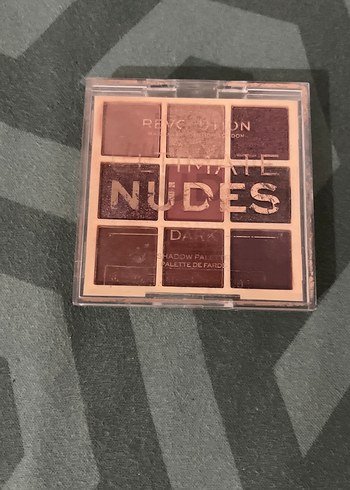 REVOLUTION
ULTIMATE
NUDES
DARK
SHADOW PALETTE
PALETTE DE FARDS